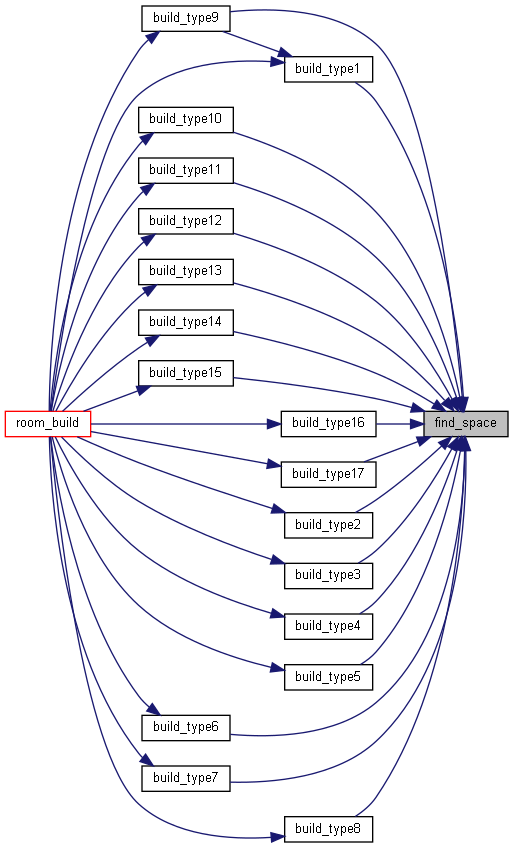 build_type9
build_type1
build_type10
build_type11
build_type12
build_type13
build_type14
build_type15
room_build
build_type16
find_space
build_type17
build_type2
build_type3
build_type4
build_type5
build_type6
build_type7
build_type8